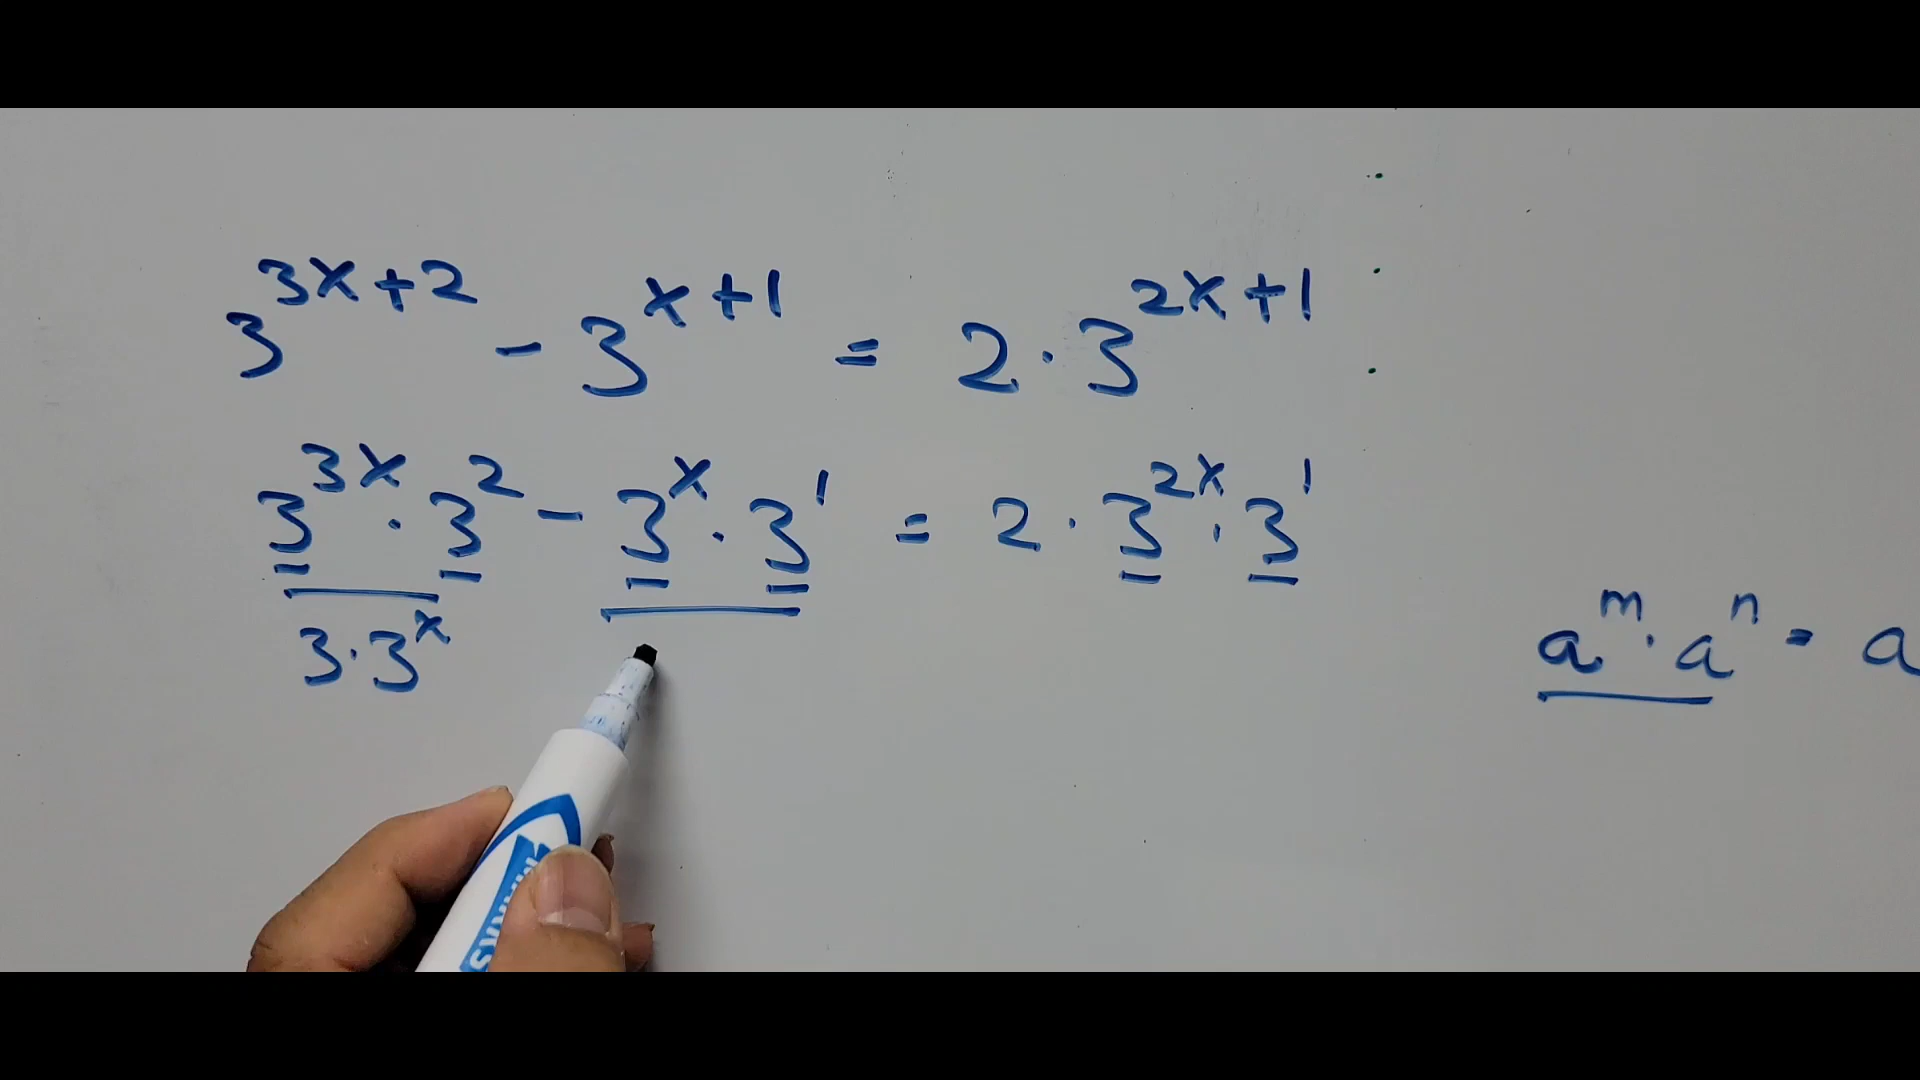 3^{3x+2} - 3^{x+1} = 2 · 3^{2x+1}
3^{3x} · 3^2 - 3^x · 3^1 = 2 · 3^{2x} · 3^1
3 · 3^x
a^m · a^n = a